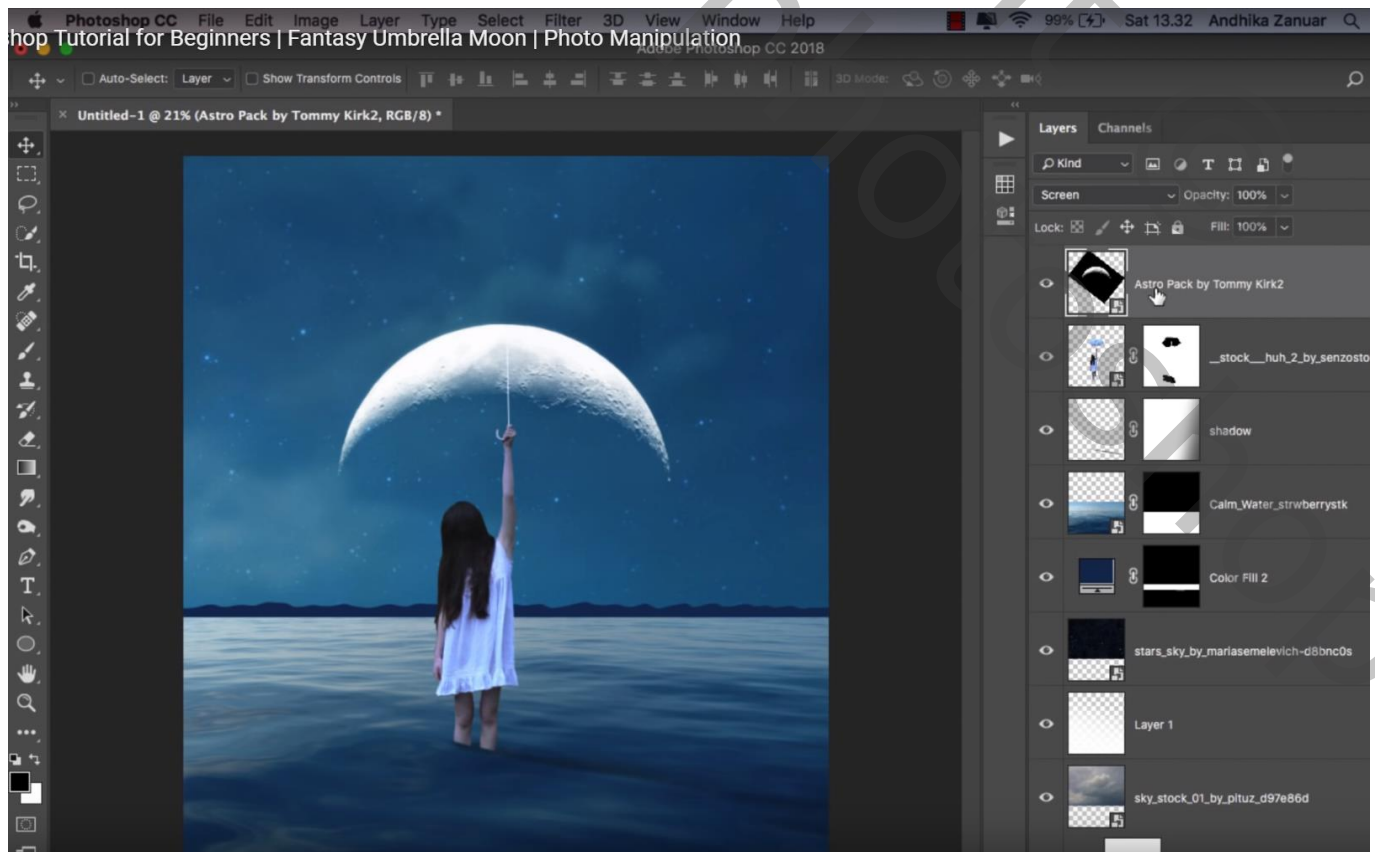 Photoshop CC File Edit Image Layer Type Select Filter 3D View Window Help 99% Sat 13.32 Andhika Zanuar
hop Tutorial for Beginners | Fantasy Umbrella Moon | Photo Manipulation
Adobe Photoshop CC 2018
Auto-Select: Layer Show Transform Controls 3D Mode:
Untitled-1 @ 21% (Astro Pack by Tommy Kirk2, RGB/8) *
Layers Channels
Kind
Screen Opacity: 100%
Lock: Fill: 100%
Astro Pack by Tommy Kirk2
__stock__huh_2_by_senzosto
shadow
Calm_Water_strwberrystk
Color Fill 2
stars_sky_by_mariasemelevich-d8bnc0s
Layer 1
sky_stock_01_by_pituz_d97e86d